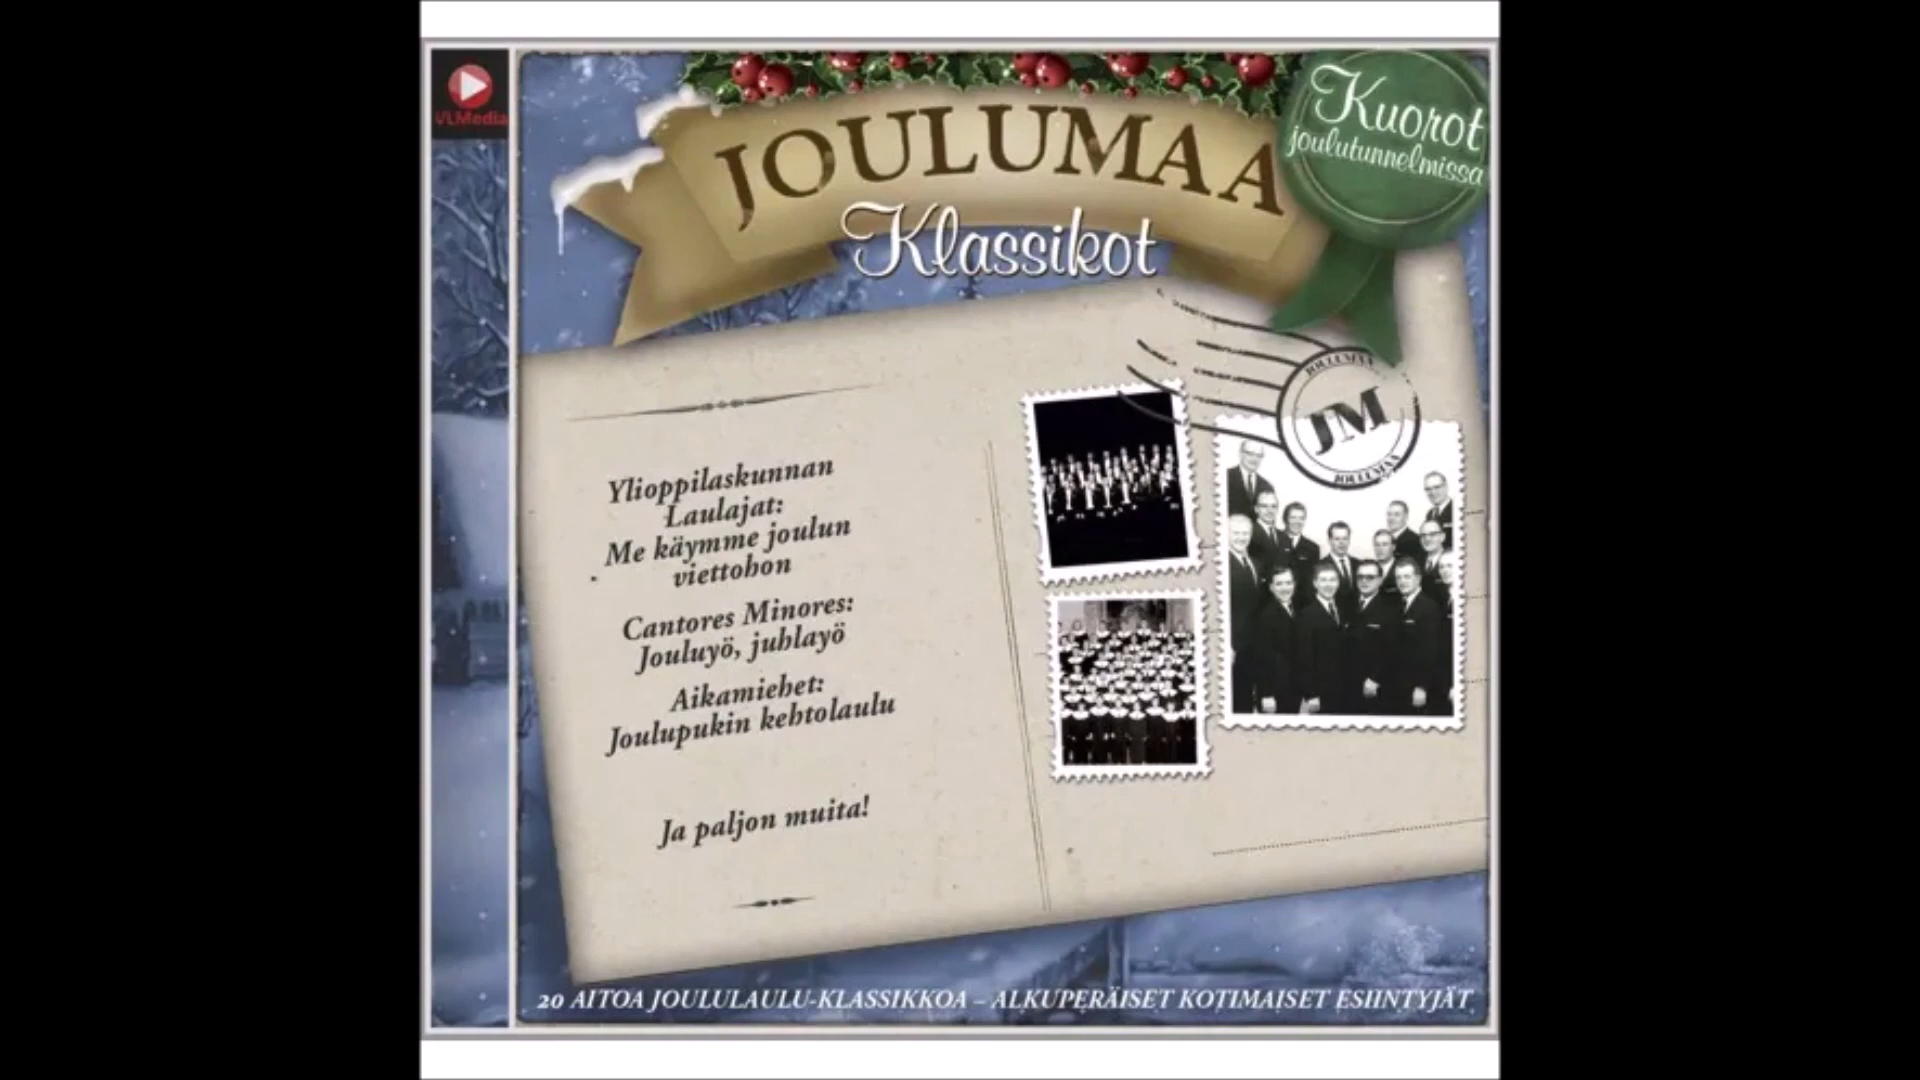 VLMedia
Kuorot
joulutunnelmissa
JOULUMAA
Klassikot
JOULUMAA
JM
JOULUMAA
Ylioppilaskunnan
Laulajat:
Me käymme joulun
viettohon
Cantores Minores:
Jouluyö, juhlayö
Aikamiehet:
Joulupukin kehtolaulu
Ja paljon muita!
20 AITOA JOULULAULU-KLASSIKKOA – ALKUPERÄISET KOTIMAISET ESIINTYJÄT